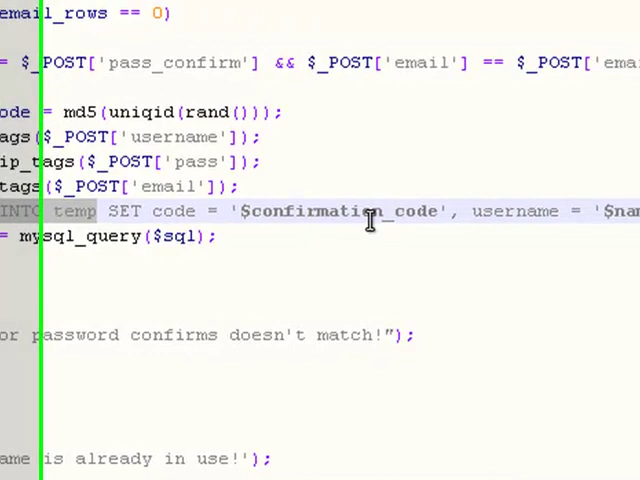 email_rows == 0)
= $_POST['pass_confirm'] && $_POST['email'] == $_POST['emai
ode = md5(uniqid(rand()));
ags($_POST['username']);
ip_tags($_POST['pass']);
tags($_POST['email']);
INTO temp SET code = '$confirmation_code', username = '$nam
= mysql_query($sql);
or password confirms doesn't match!");
ame is already in use!');